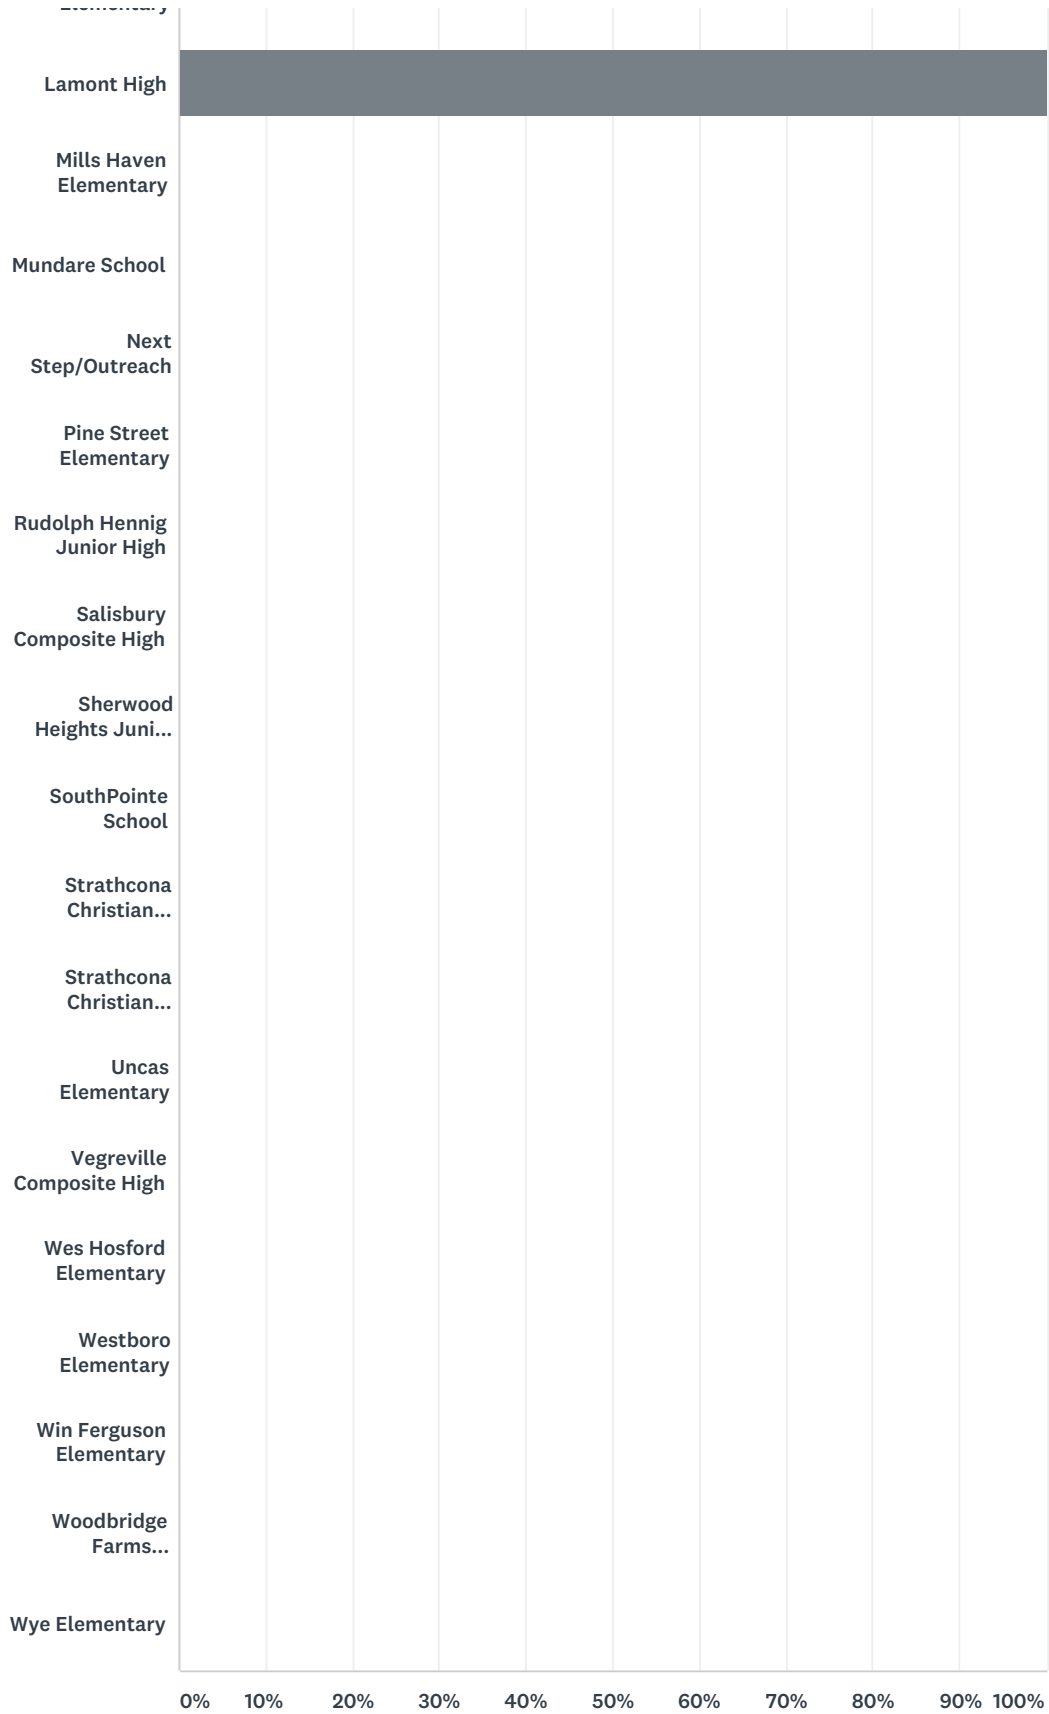 Elementary
Lamont High
Mills Haven
Elementary
Mundare School
Next
Step/Outreach
Pine Street
Elementary
Rudolph Hennig
Junior High
Salisbury
Composite High
Sherwood
Heights Juni...
SouthPointe
School
Strathcona
Christian...
Strathcona
Christian...
Uncas
Elementary
Vegreville
Composite High
Wes Hosford
Elementary
Westboro
Elementary
Win Ferguson
Elementary
Woodbridge
Farms...
Wye Elementary
0% 10% 20% 30% 40% 50% 60% 70% 80% 90% 100%